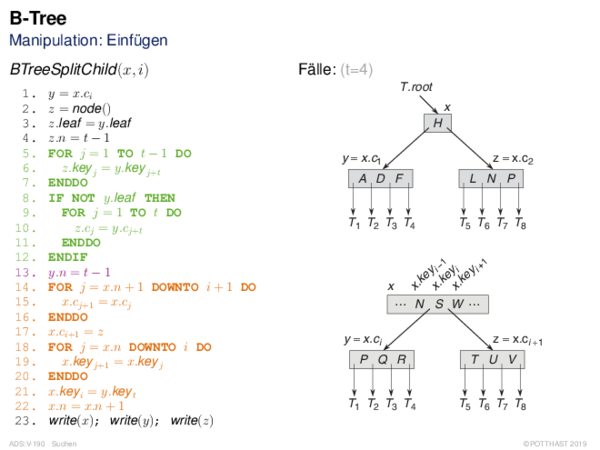 B-Tree
Manipulation: Einfügen
BTreeSplitChild(x, i)
1. y = x.c_i
2. z = node()
3. z.leaf = y.leaf
4. z.n = t − 1
5. FOR j = 1 TO t − 1 DO
6. z.key_j = y.key_{j+t}
7. ENDDO
8. IF NOT y.leaf THEN
9. FOR j = 1 TO t DO
10. z.c_j = y.c_{j+t}
11. ENDDO
12. ENDIF
13. y.n = t − 1
14. FOR j = x.n + 1 DOWNTO i + 1 DO
15. x.c_{j+1} = x.c_j
16. ENDDO
17. x.c_{i+1} = z
18. FOR j = x.n DOWNTO i DO
19. x.key_{j+1} = x.key_j
20. ENDDO
21. x.key_i = y.key_t
22. x.n = x.n + 1
23. write(x); write(y); write(z)
Fälle: (t=4)
T.root
x
H
y = x.c_1 z = x.c_2
A D F L N P
T_1 T_2 T_3 T_4 T_5 T_6 T_7 T_8
x x.key_{i−1} x.key_i x.key_{i+1}
... N S W ...
y = x.c_i z = x.c_{i+1}
P Q R T U V
T_1 T_2 T_3 T_4 T_5 T_6 T_7 T_8
ADS:V-190 Suchen ©POTTHAST 2019